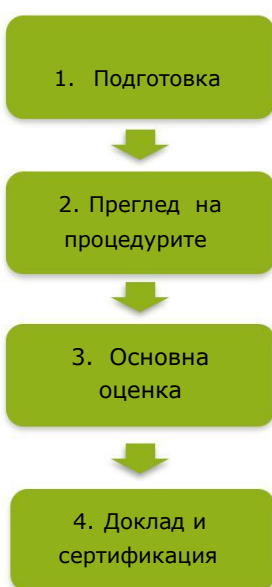 1. Подготовка
2. Преглед на
процедурите
3. Основна
оценка
4. Доклад и
сертификация